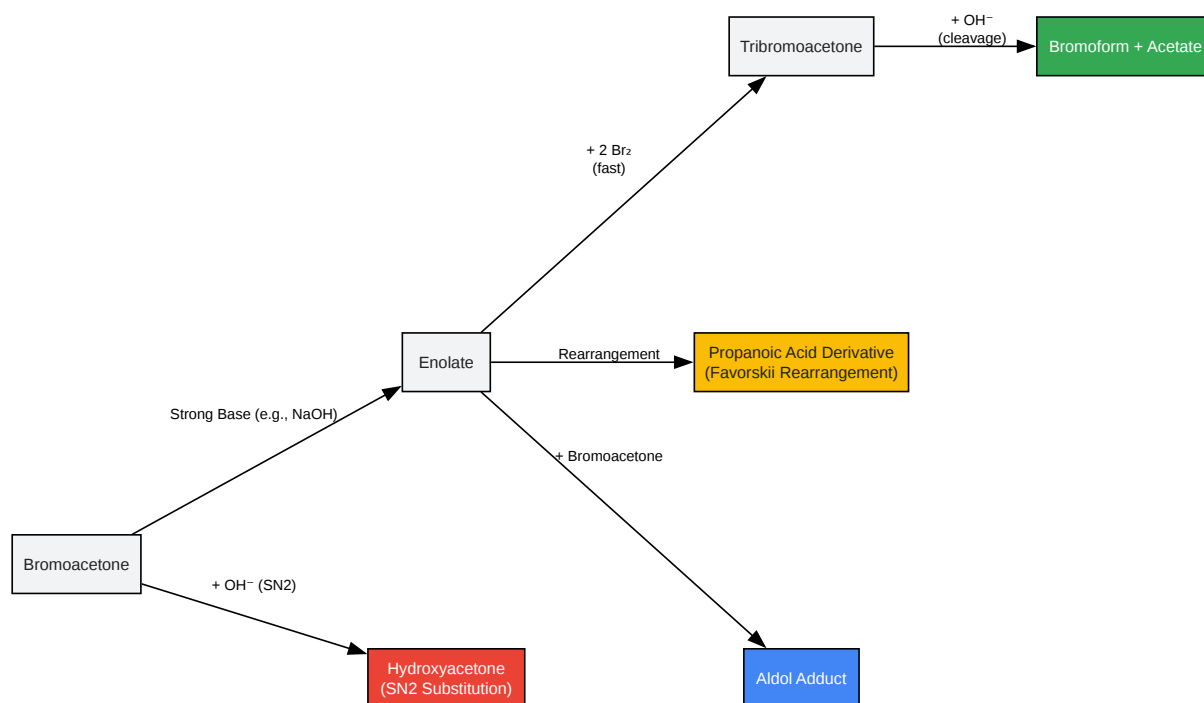 + OH⁻
(cleavage)
Tribromoacetone
Bromoform + Acetate
+ 2 Br₂
(fast)
Enolate
Rearrangement
Propanoic Acid Derivative
(Favorskii Rearrangement)
Strong Base (e.g., NaOH)
+ Bromoacetone
Bromoacetone
+ OH⁻ (SN2)
Hydroxyacetone
(SN2 Substitution)
Aldol Adduct